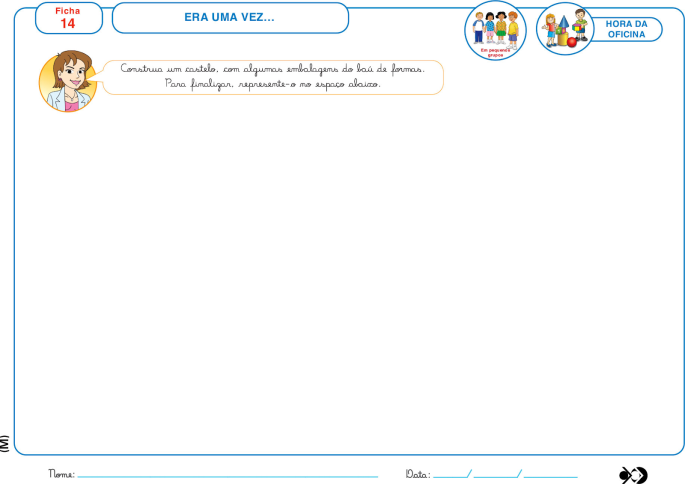 Ficha
14
ERA UMA VEZ...
Em pequenos
grupos
HORA DA
OFICINA
Construa um castelo, com algumas embalagens do baú de formas.
Para finalizar, represente-o no espaço abaixo.
(M)
Nome:
Data: / /